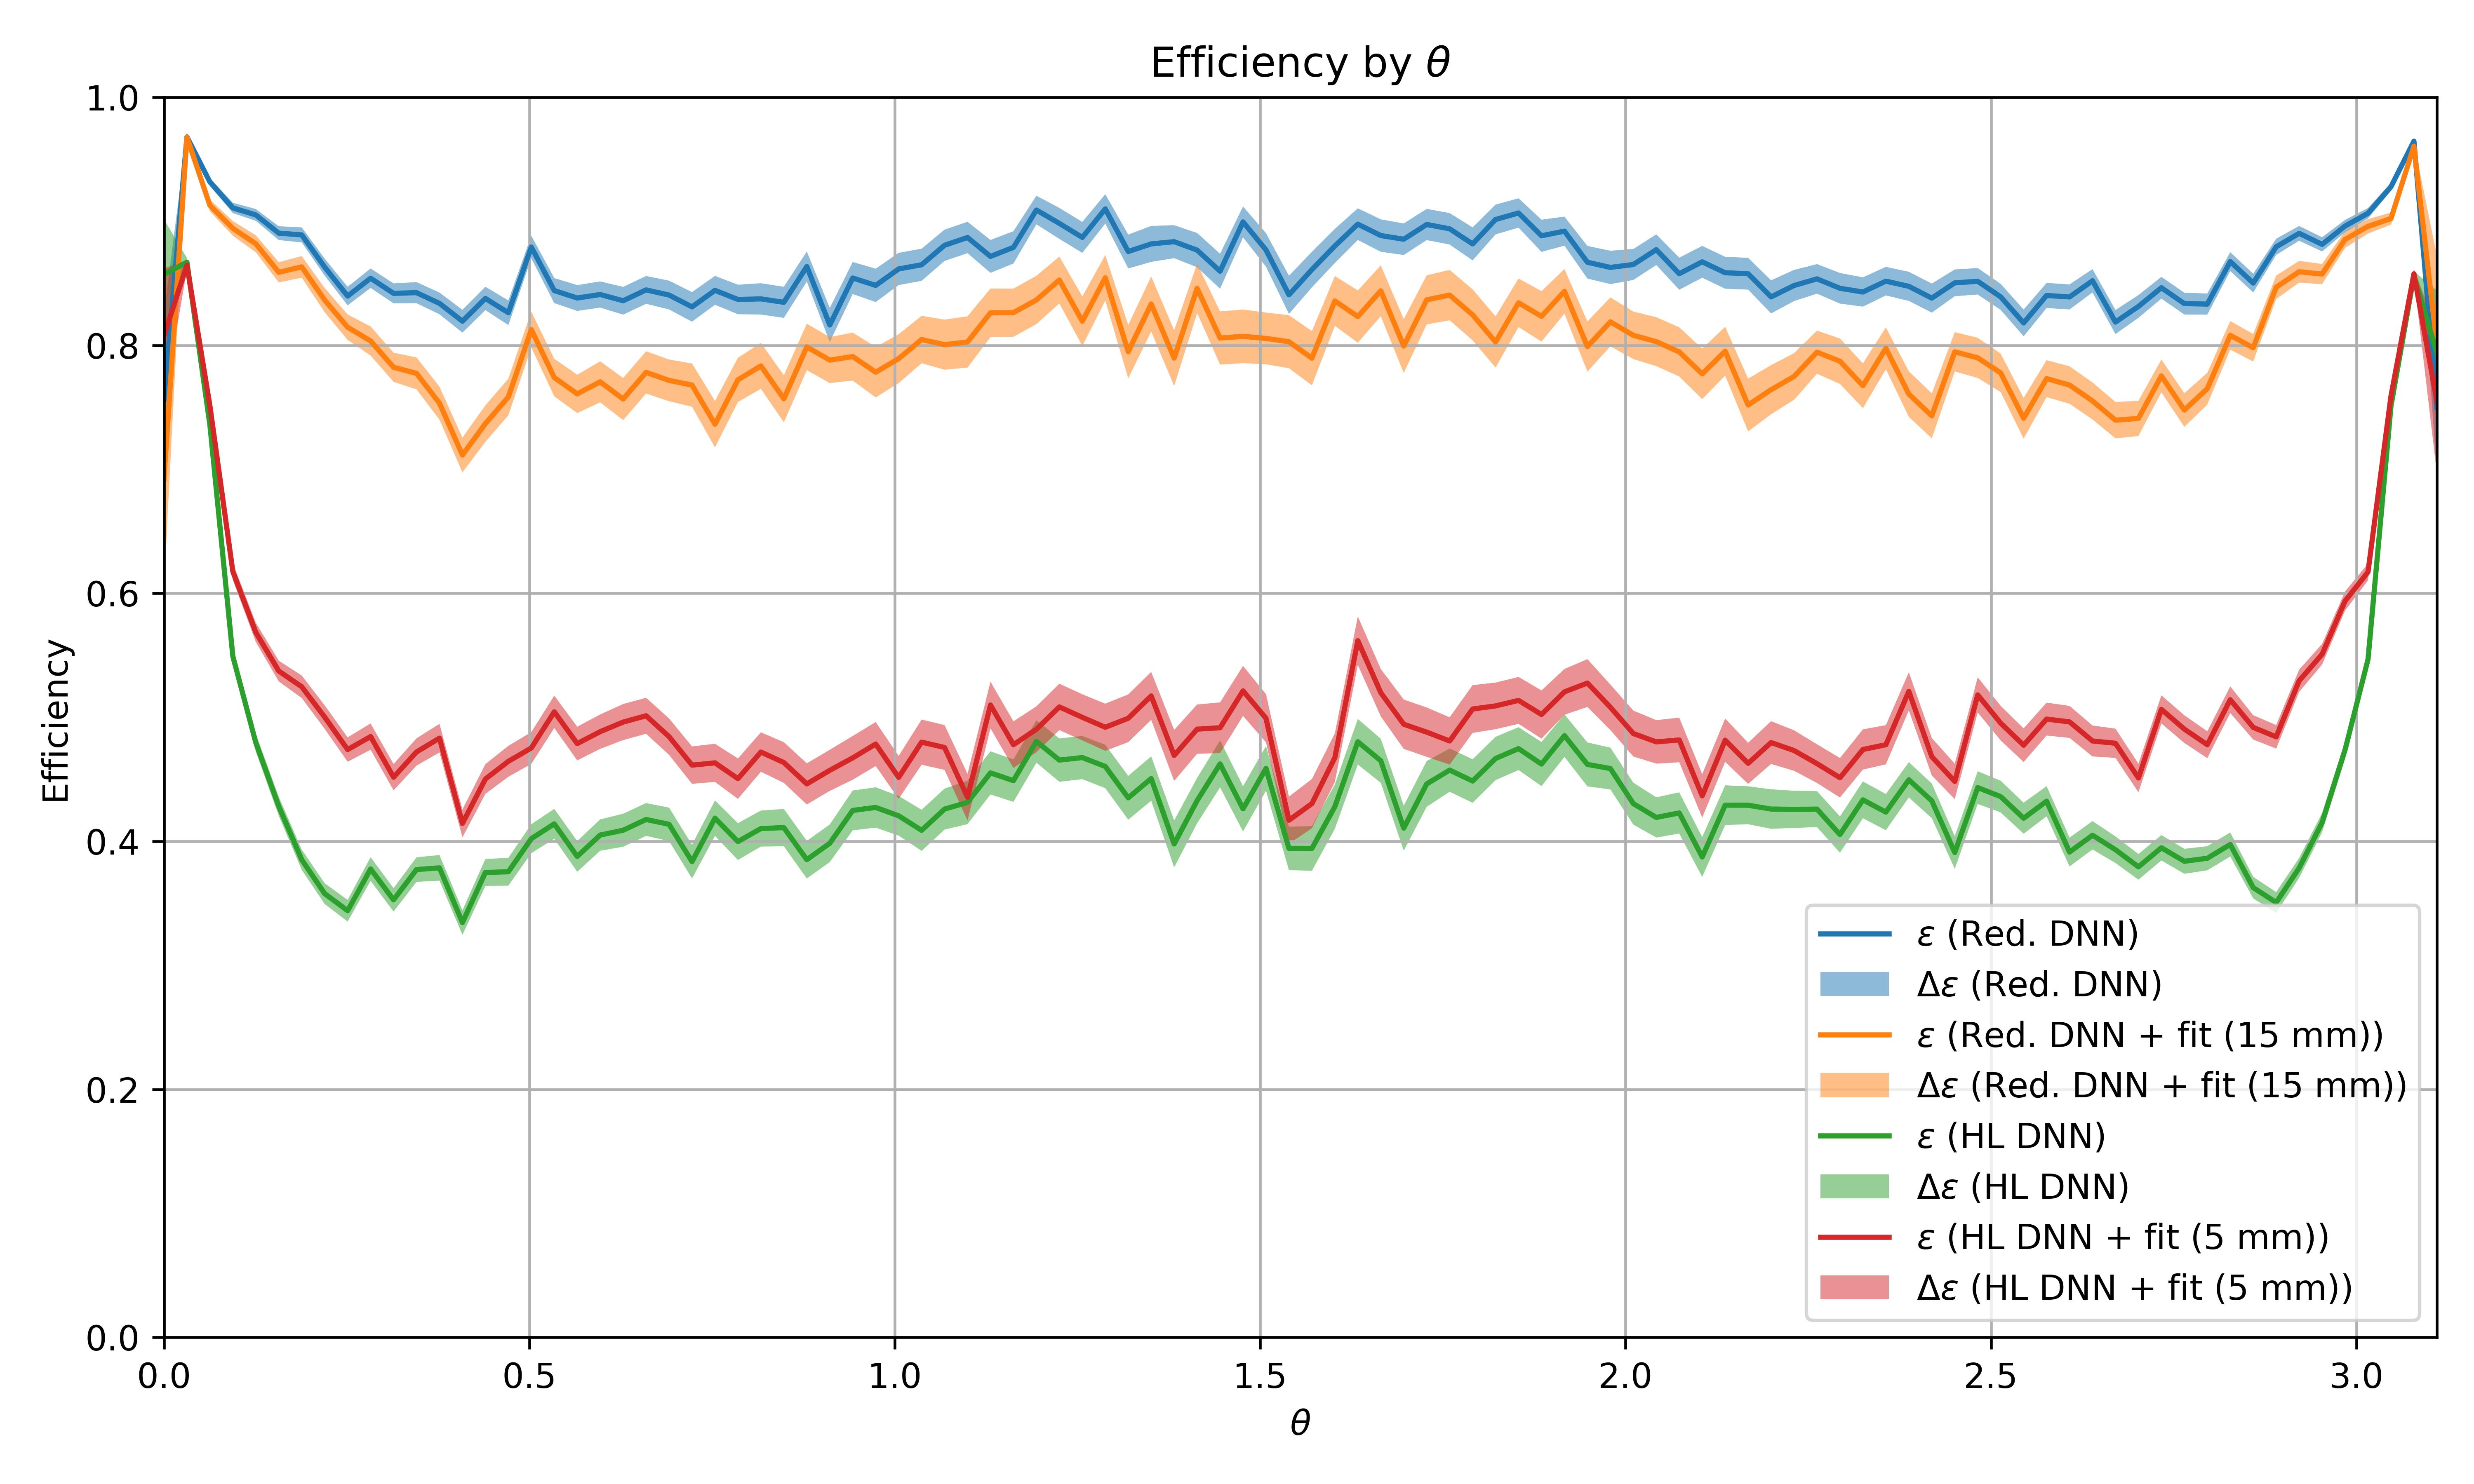 Efficiency by θ
Efficiency
1.0
0.8
0.6
0.4
0.2
0.0
0.0 0.5 1.0 1.5 2.0 2.5 3.0
θ
ε (Red. DNN)
Δε (Red. DNN)
ε (Red. DNN + fit (15 mm))
Δε (Red. DNN + fit (15 mm))
ε (HL DNN)
Δε (HL DNN)
ε (HL DNN + fit (5 mm))
Δε (HL DNN + fit (5 mm))